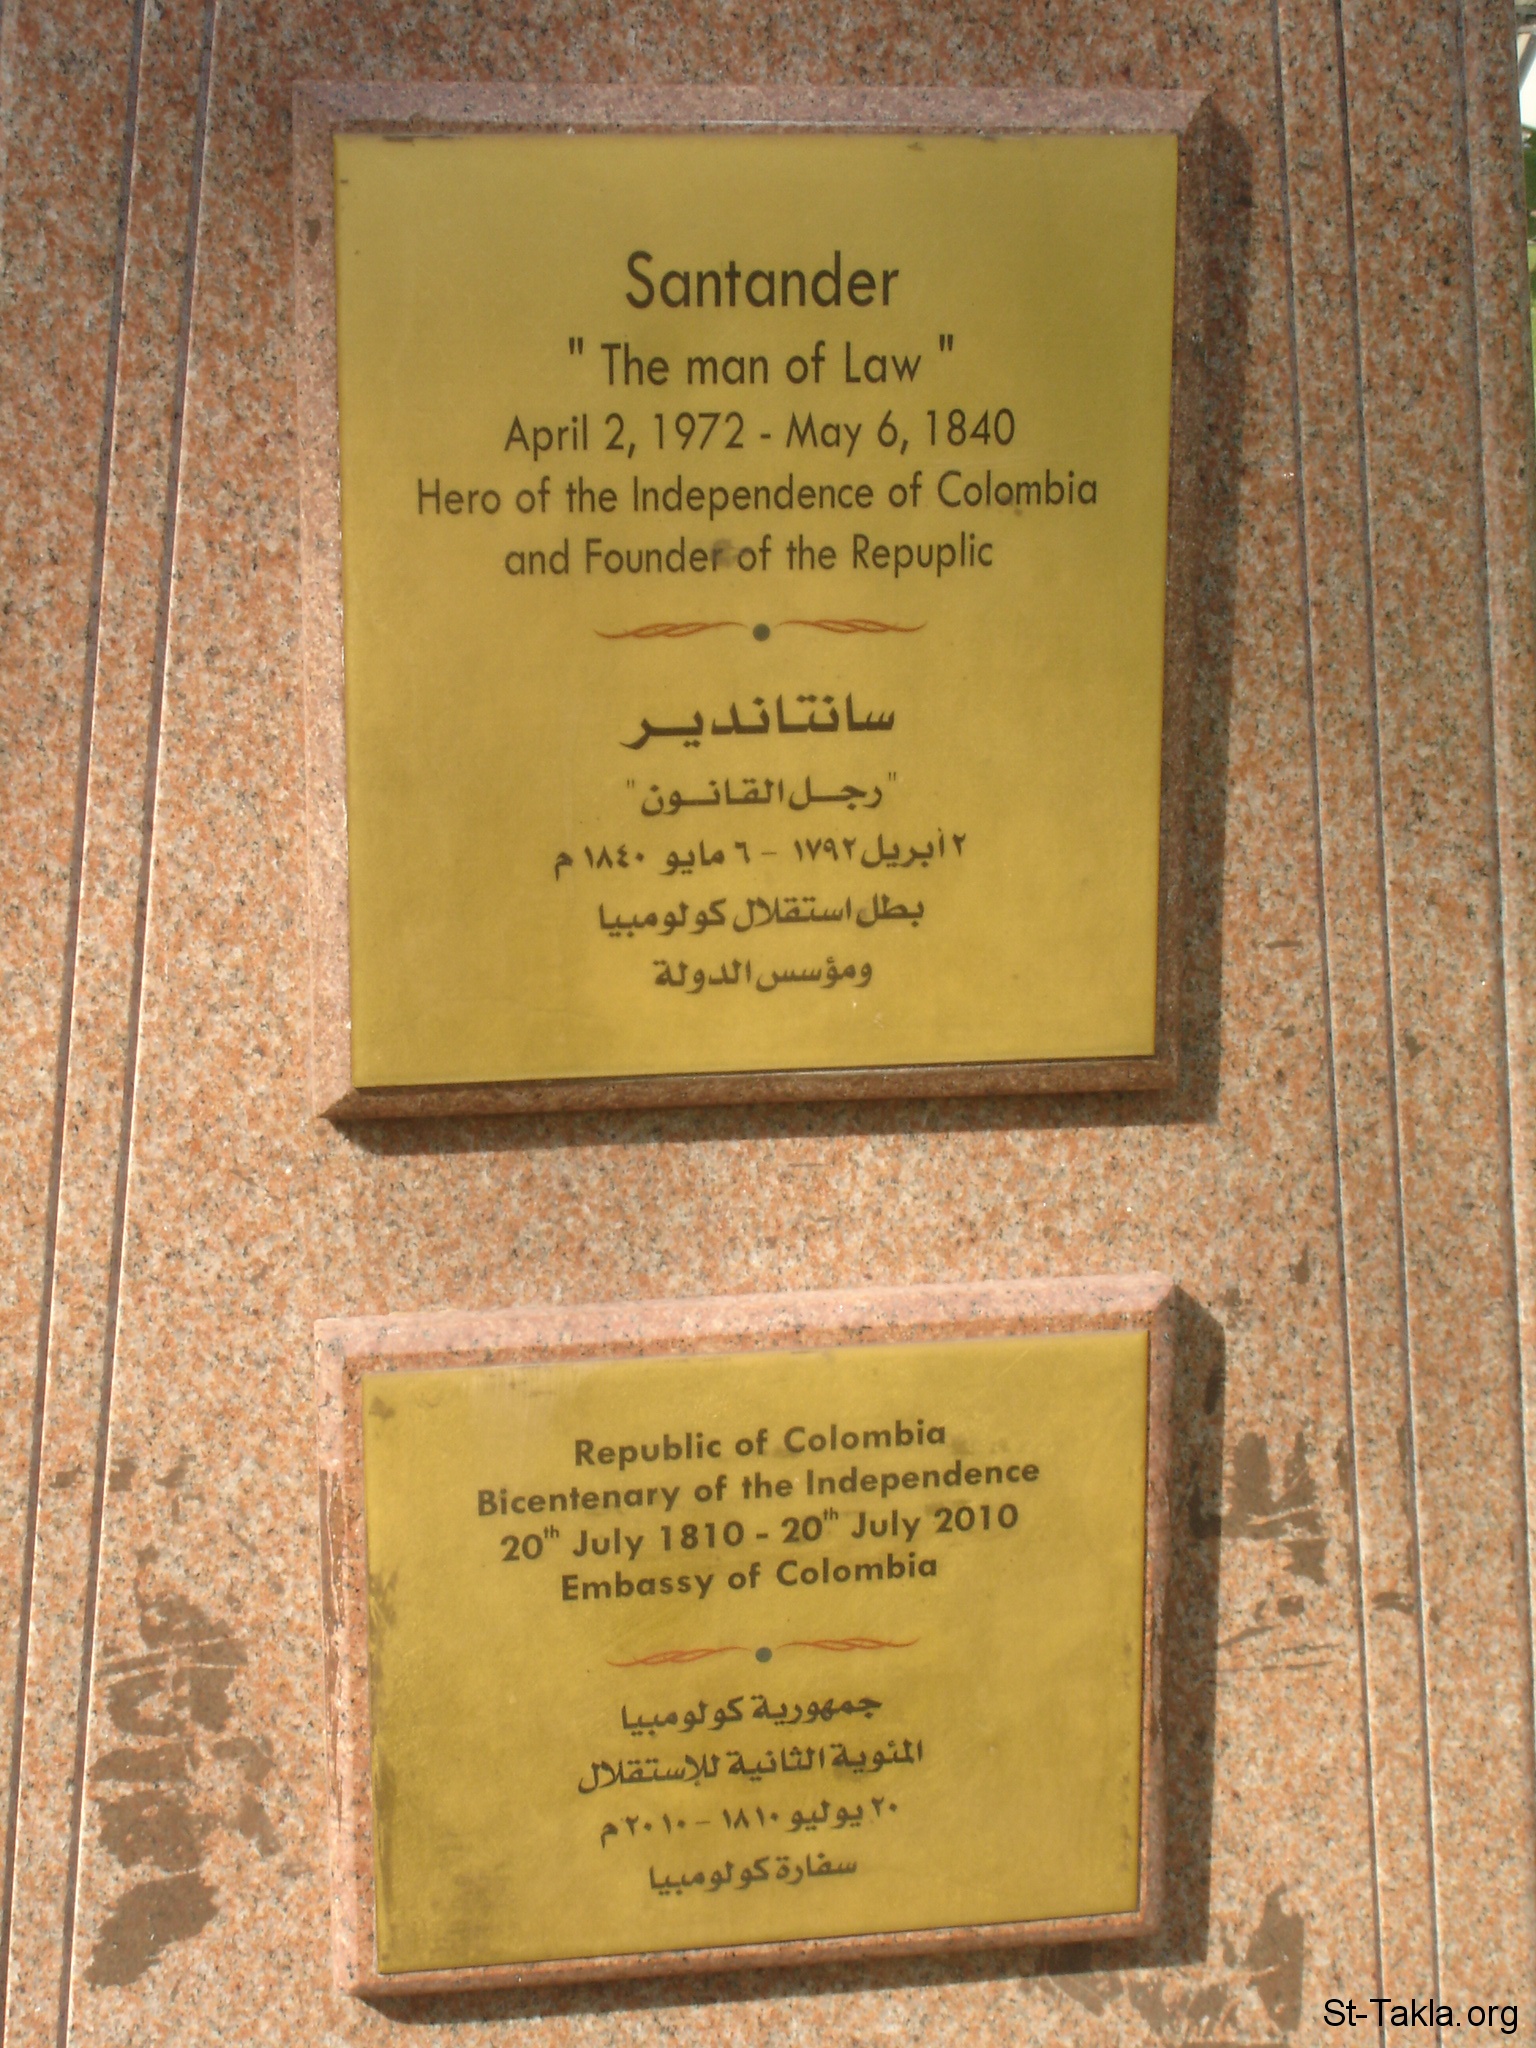 Santander
" The man of Law "
April 2, 1972 - May 6, 1840
Hero of the Independence of Colombia
and Founder of the Repuplic
سانتاندير
"رجل القانون"
٢ أبريل ١٧٩٢ - ٦ مايو ١٨٤٠ م
بطل استقلال كولومبيا
ومؤسس الدولة
Republic of Colombia
Bicentenary of the Independence
20th July 1810 - 20th July 2010
Embassy of Colombia
جمهورية كولومبيا
المئوية الثانية للإستقلال
٢٠ يوليو ١٨١٠ - ٢٠١٠ م
سفارة كولومبيا
St-Takla.org